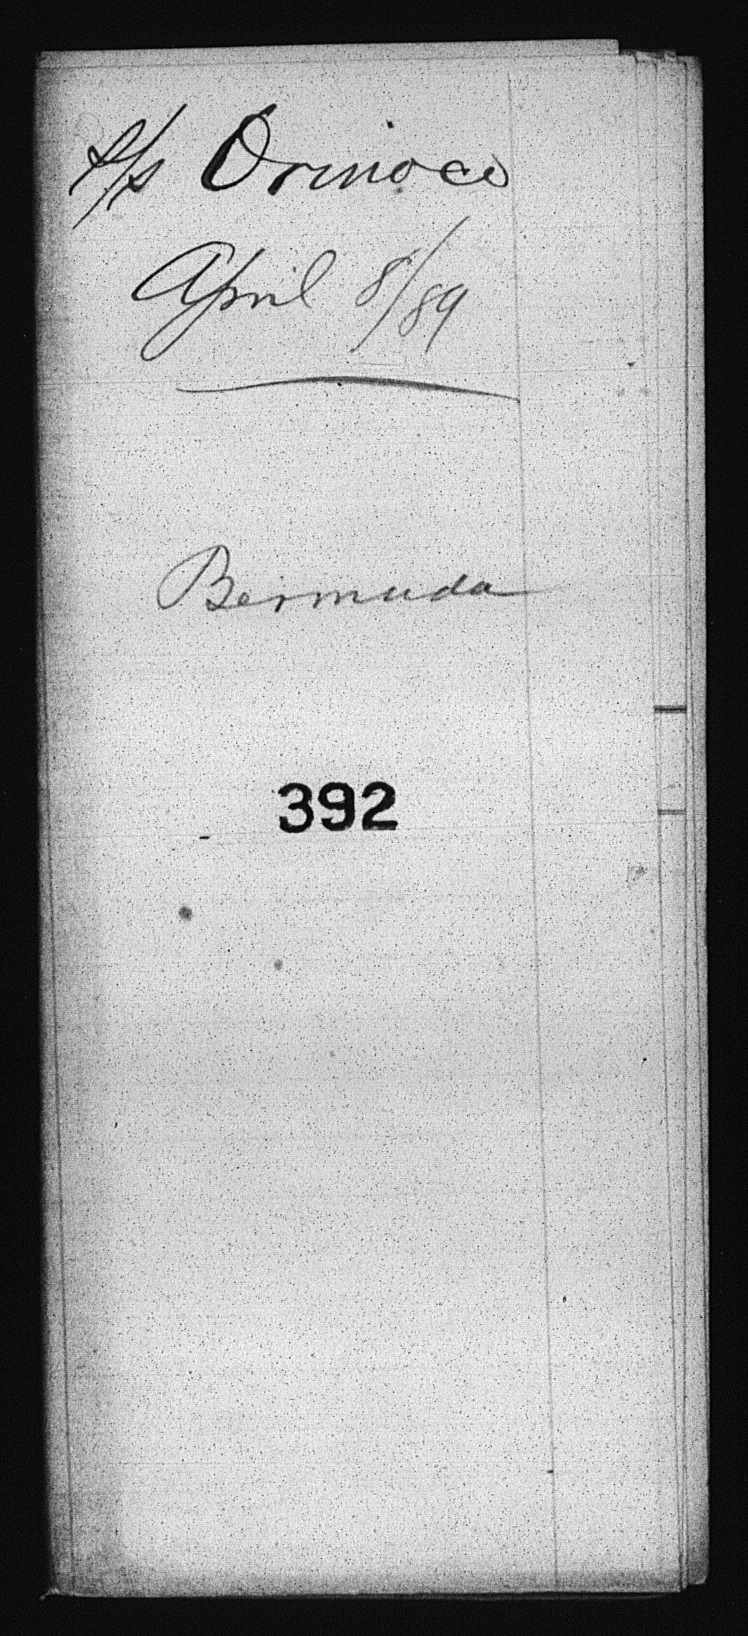 S/s Orinoco
April 8/89
Bermuda
392